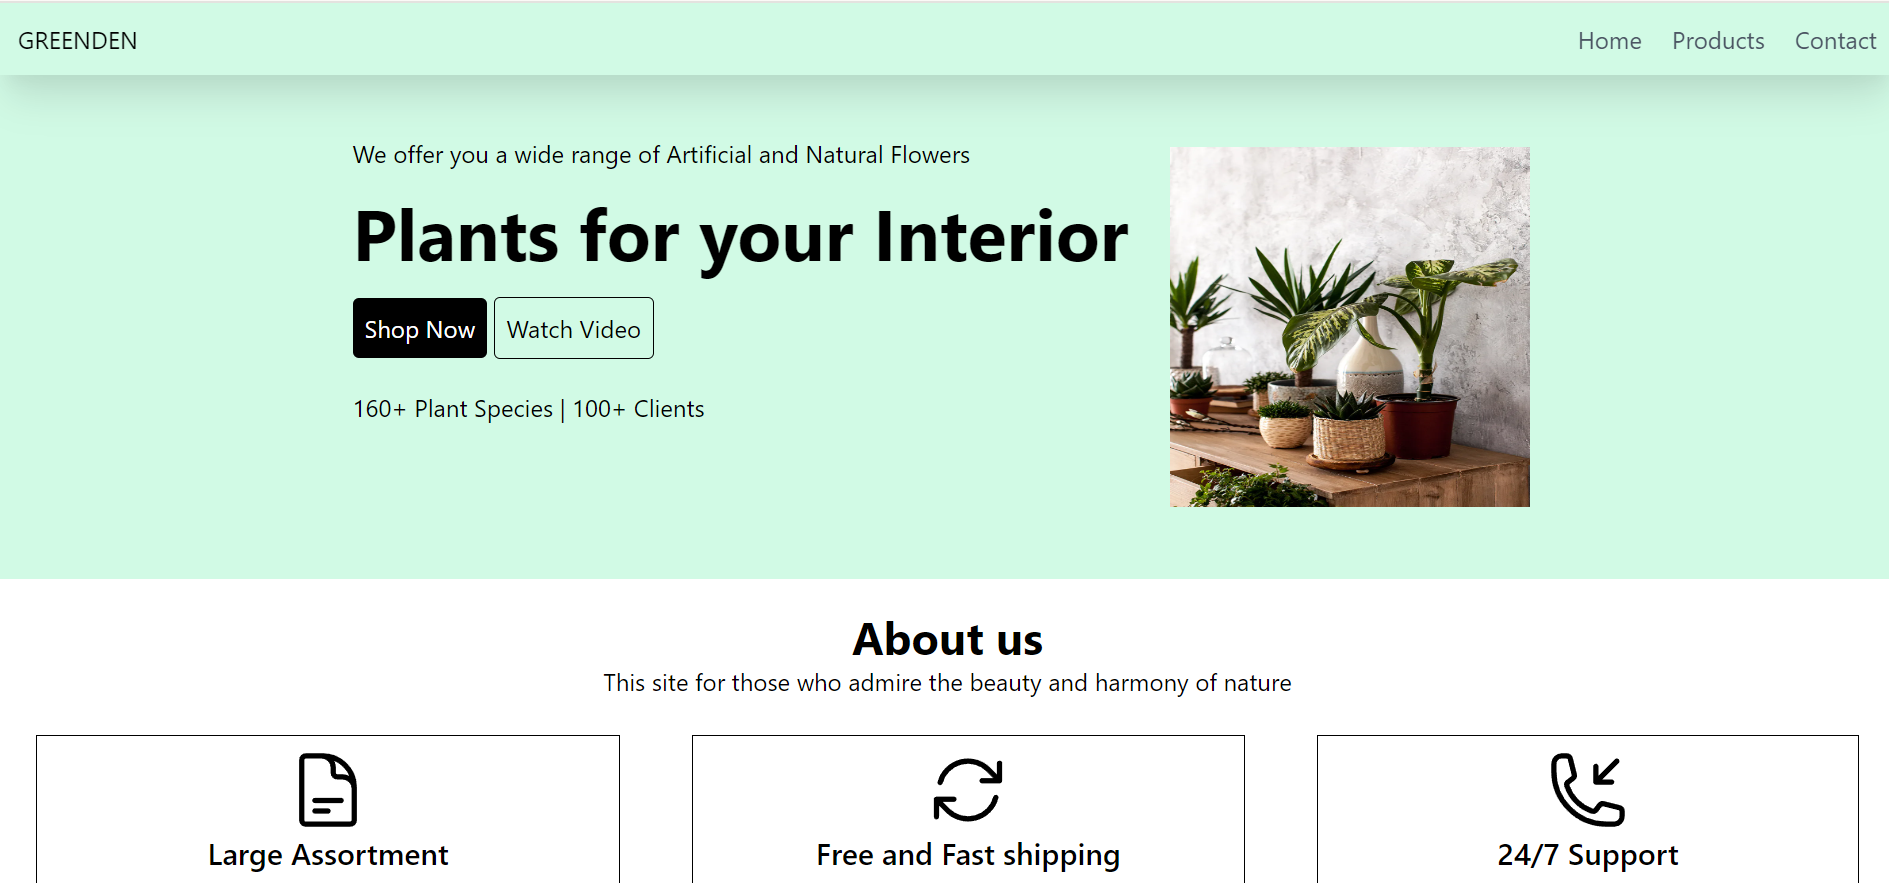 GREENDEN
Home Products Contact
We offer you a wide range of Artificial and Natural Flowers
Plants for your Interior
Shop Now Watch Video
160+ Plant Species | 100+ Clients
About us
This site for those who admire the beauty and harmony of nature
Large Assortment
Free and Fast shipping
24/7 Support